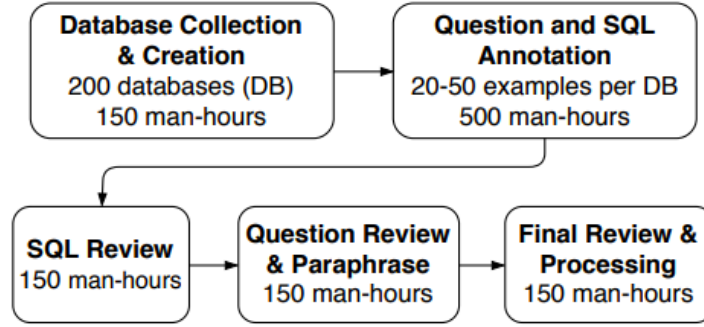 Database Collection
& Creation
200 databases (DB)
150 man-hours
Question and SQL
Annotation
20-50 examples per DB
500 man-hours
SQL Review
150 man-hours
Question Review
& Paraphrase
150 man-hours
Final Review &
Processing
150 man-hours